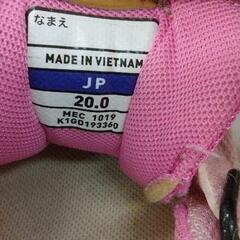 なまえ
MADE IN VIETNAM
JP
20.0
MEC 1019
K1GD193360